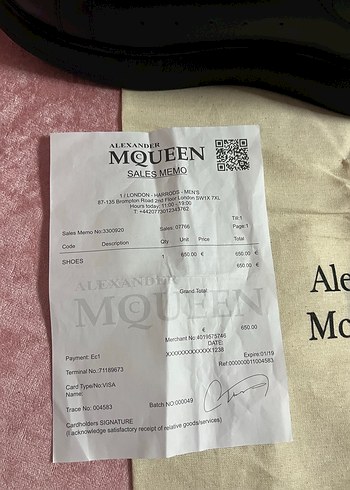 ALEXANDER
McQUEEN
SALES MEMO
1 / LONDON - HARRODS - MEN'S
87-135 Brompton Road 2nd Floor London SW1X 7XL
Hours today: 11:00 - 19:00
T: +4420773012343762
Till:1
Sales Memo No:3300920 Sales: 07766 Page:1
Code Description Qty Unit Price Total
SHOES 1 650.00 € 650.00 €
650.00 €
ALEXANDER
McQUEEN
Grand Total
€ 650.00
Merchant No:4019575746
DATE:
Payment: Ec1 XXXXXXXXXXXX1238 Expire:01/19
Terminal No.:71189673 Ref:000000011004583
Card Type/No:VISA
Name:
Batch NO:000049
Trace No: 004583
Cardholders SIGNATURE
(I acknowledge satisfactory receipt of relative goods/services)
Ale
Mc